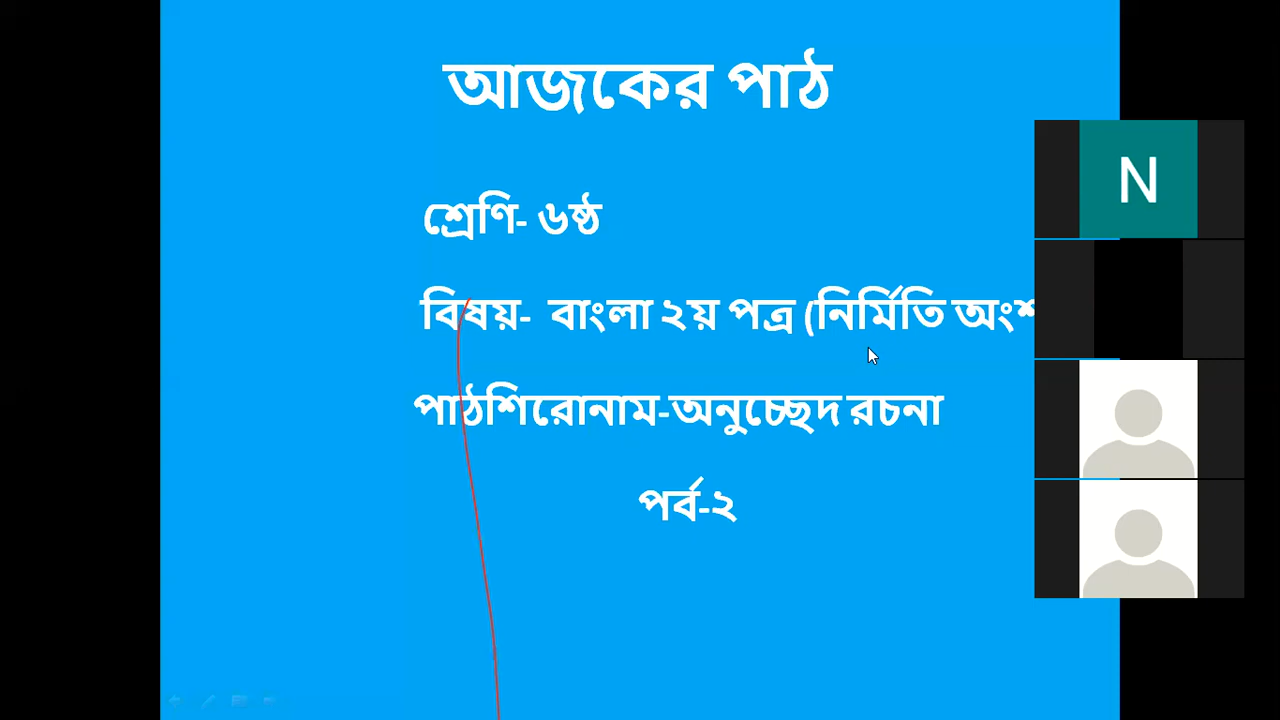 আজকের পাঠ
শ্রেণি- ৬ষ্ঠ
বিষয়- বাংলা ২য় পত্র (নির্মিতি
পাঠশিরোনাম-অনুচ্ছেদ রচনা
পর্ব-২
N